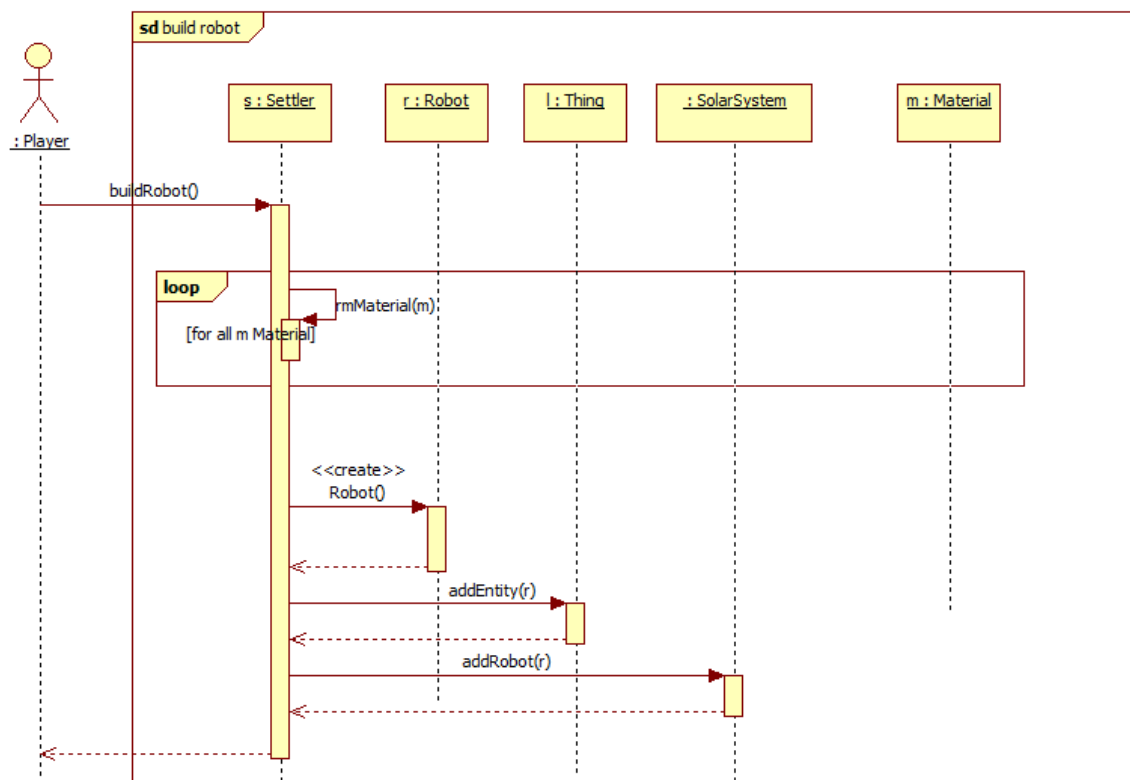 sd build robot
: Player
s : Settler
r : Robot
l : Thing
: SolarSystem
m : Material
buildRobot()
loop
rmMaterial(m)
[for all m Material]
<<create>>
Robot()
addEntity(r)
addRobot(r)